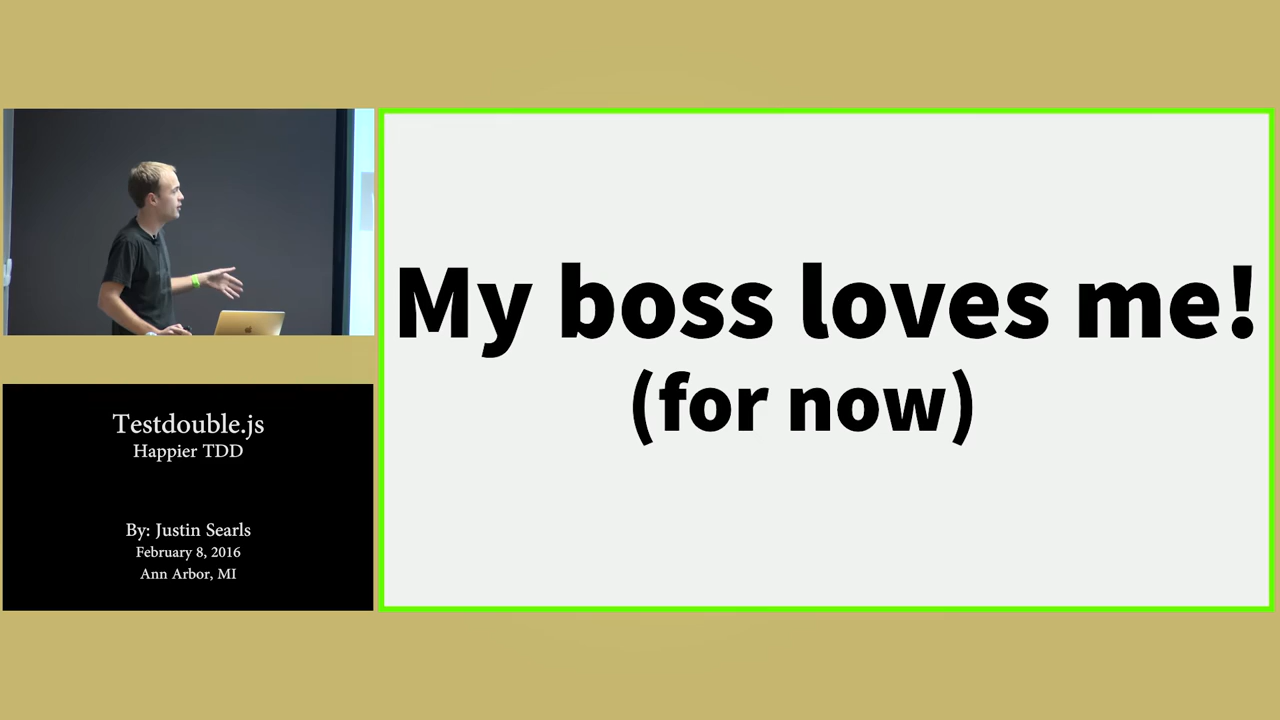 Testdouble.js
Happier TDD
By: Justin Searls
February 8, 2016
Ann Arbor, MI
My boss loves me!
(for now)